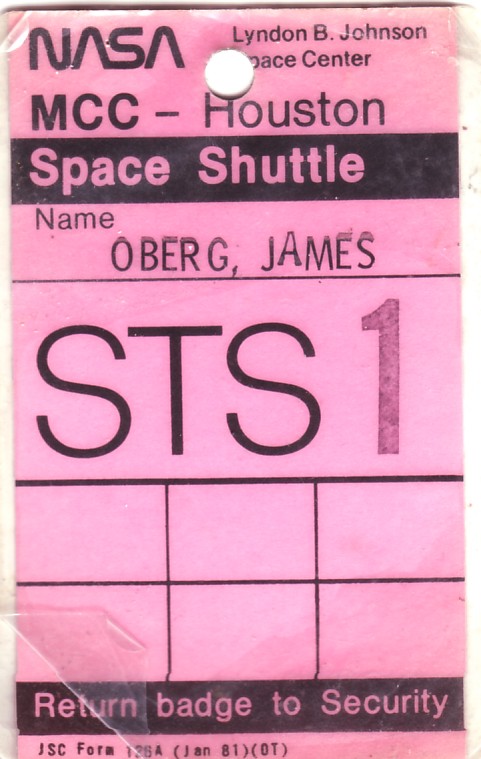 NASA Lyndon B. Johnson
Space Center
MCC - Houston
Space Shuttle
Name
OBERG, JAMES
STS 1
Return badge to Security
JSC Form 126A (Jan 81)(OT)